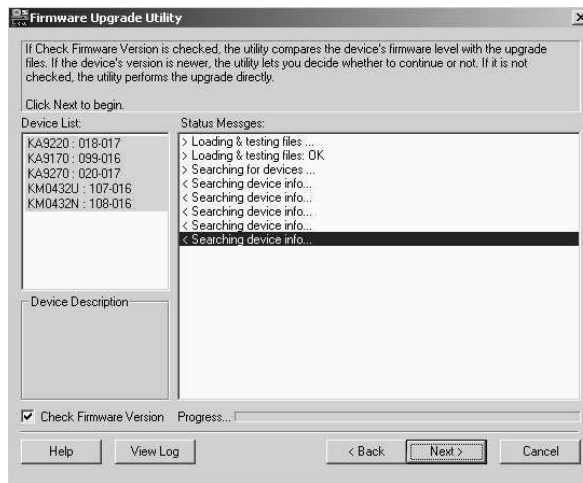 Firmware Upgrade Utility
If Check Firmware Version is checked, the utility compares the device's firmware level with the upgrade
files. If the device's version is newer, the utility lets you decide whether to continue or not. If it is not
checked, the utility performs the upgrade directly.
Click Next to begin.
Device List:
KA9220 : 018-017
KA9170 : 099-016
KA9270 : 020-017
KM0432U : 107-016
KM0432N : 108-016
Status Messges:
> Loading & testing files ...
> Loading & testing files: OK
> Searching for devices ...
< Searching device info...
< Searching device info...
< Searching device info...
< Searching device info...
< Searching device info...
Device Description
Check Firmware Version Progress...
Help View Log < Back Next > Cancel